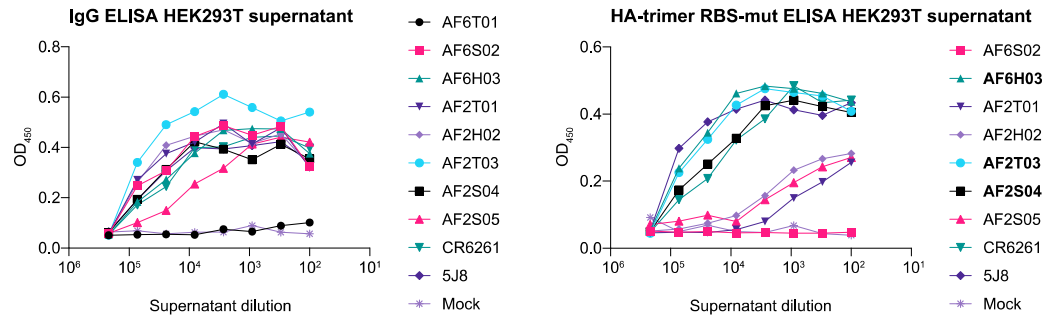 IgG ELISA HEK293T supernatant
OD450
0.8
0.6
0.4
0.2
0.0
10^6
10^5
10^4
10^3
10^2
10^1
Supernatant dilution
AF6T01
AF6S02
AF6H03
AF2T01
AF2H02
AF2T03
AF2S04
AF2S05
CR6261
5J8
Mock
HA-trimer RBS-mut ELISA HEK293T supernatant
OD450
0.6
0.4
0.2
0.0
10^6
10^5
10^4
10^3
10^2
10^1
Supernatant dilution
AF6S02
AF6H03
AF2T01
AF2H02
AF2T03
AF2S04
AF2S05
CR6261
5J8
Mock